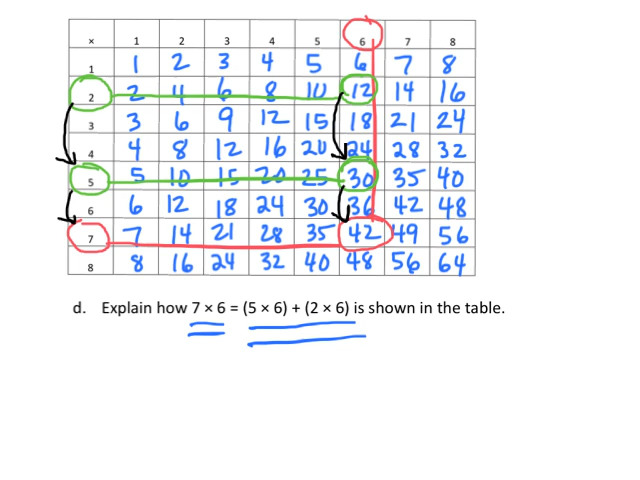 × 1 2 3 4 5 6 7 8
1 1 2 3 4 5 6 7 8
2 2 4 6 8 10 12 14 16
3 3 6 9 12 15 18 21 24
4 4 8 12 16 20 24 28 32
5 5 10 15 20 25 30 35 40
6 6 12 18 24 30 36 42 48
7 7 14 21 28 35 42 49 56
8 8 16 24 32 40 48 56 64
d. Explain how 7 × 6 = (5 × 6) + (2 × 6) is shown in the table.